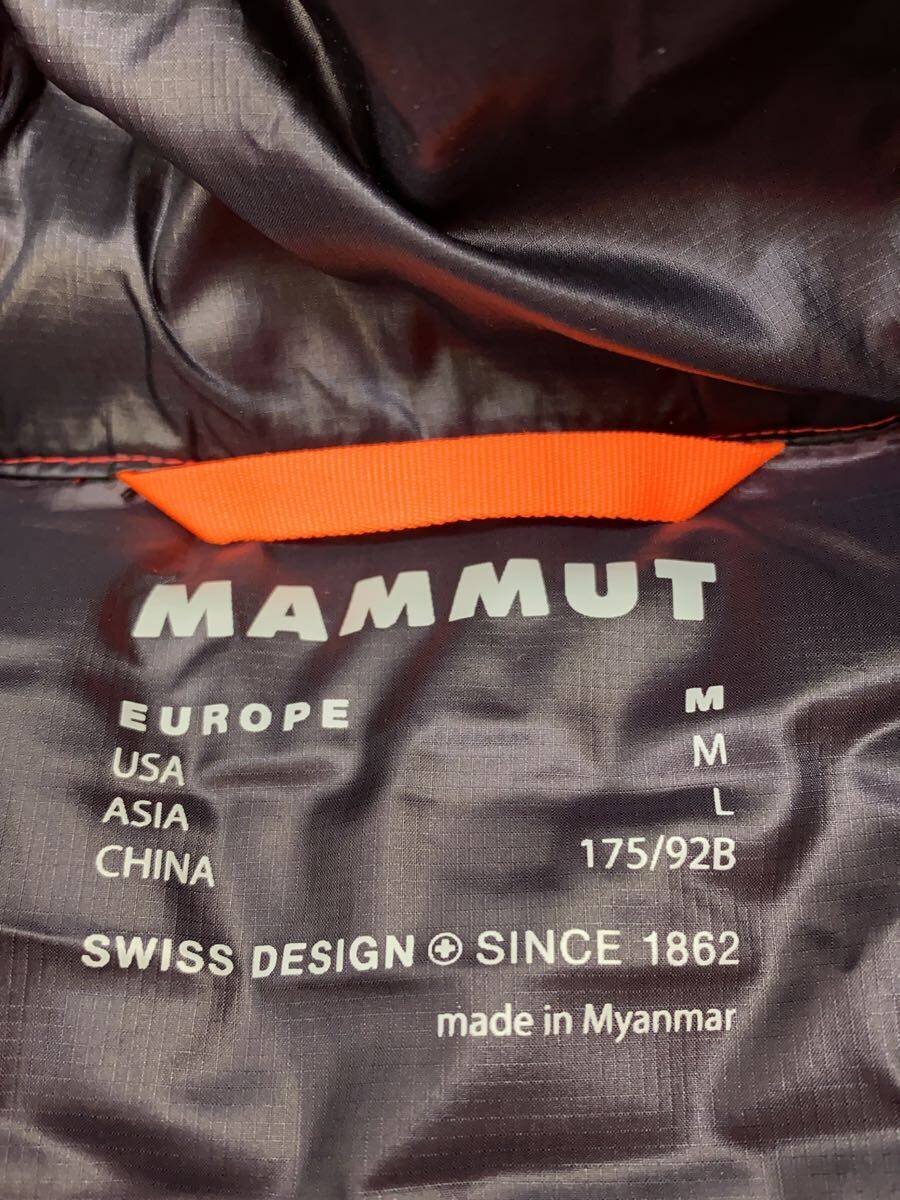 MAMMUT
EUROPE M
USA M
ASIA L
CHINA 175/92B
SWISS DESIGN SINCE 1862
made in Myanmar